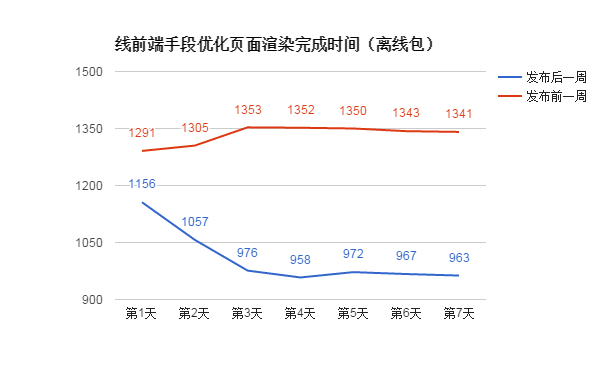 线前端手段优化页面渲染完成时间（离线包）
1500
1350
1200
1050
900
1291
1305
1353
1352
1350
1343
1341
1156
1057
976
958
972
967
963
第1天
第2天
第3天
第4天
第5天
第6天
第7天
发布后一周
发布前一周